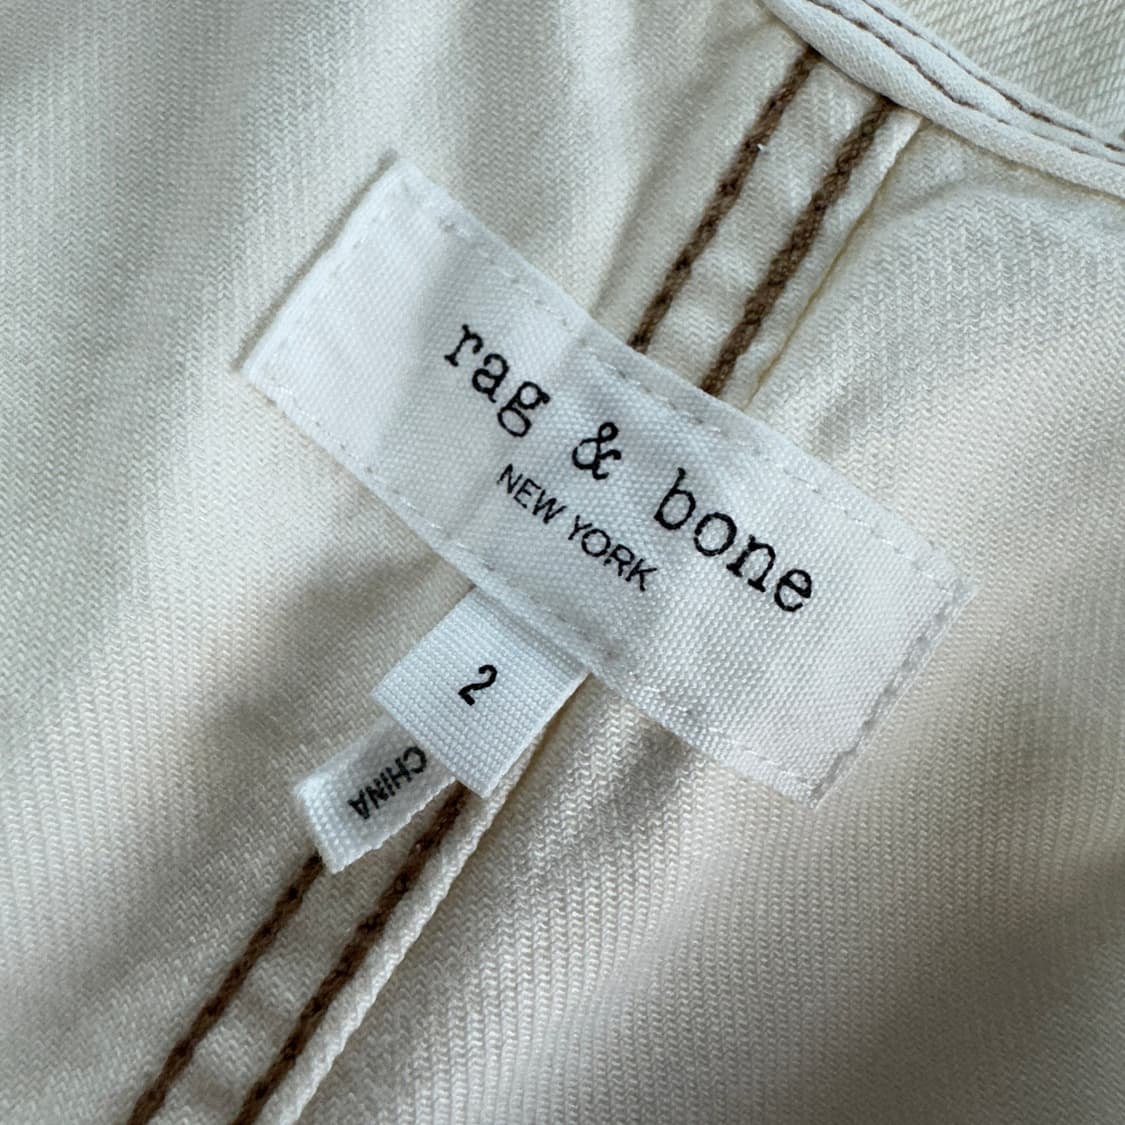 rag & bone
NEW YORK
2
CHINA